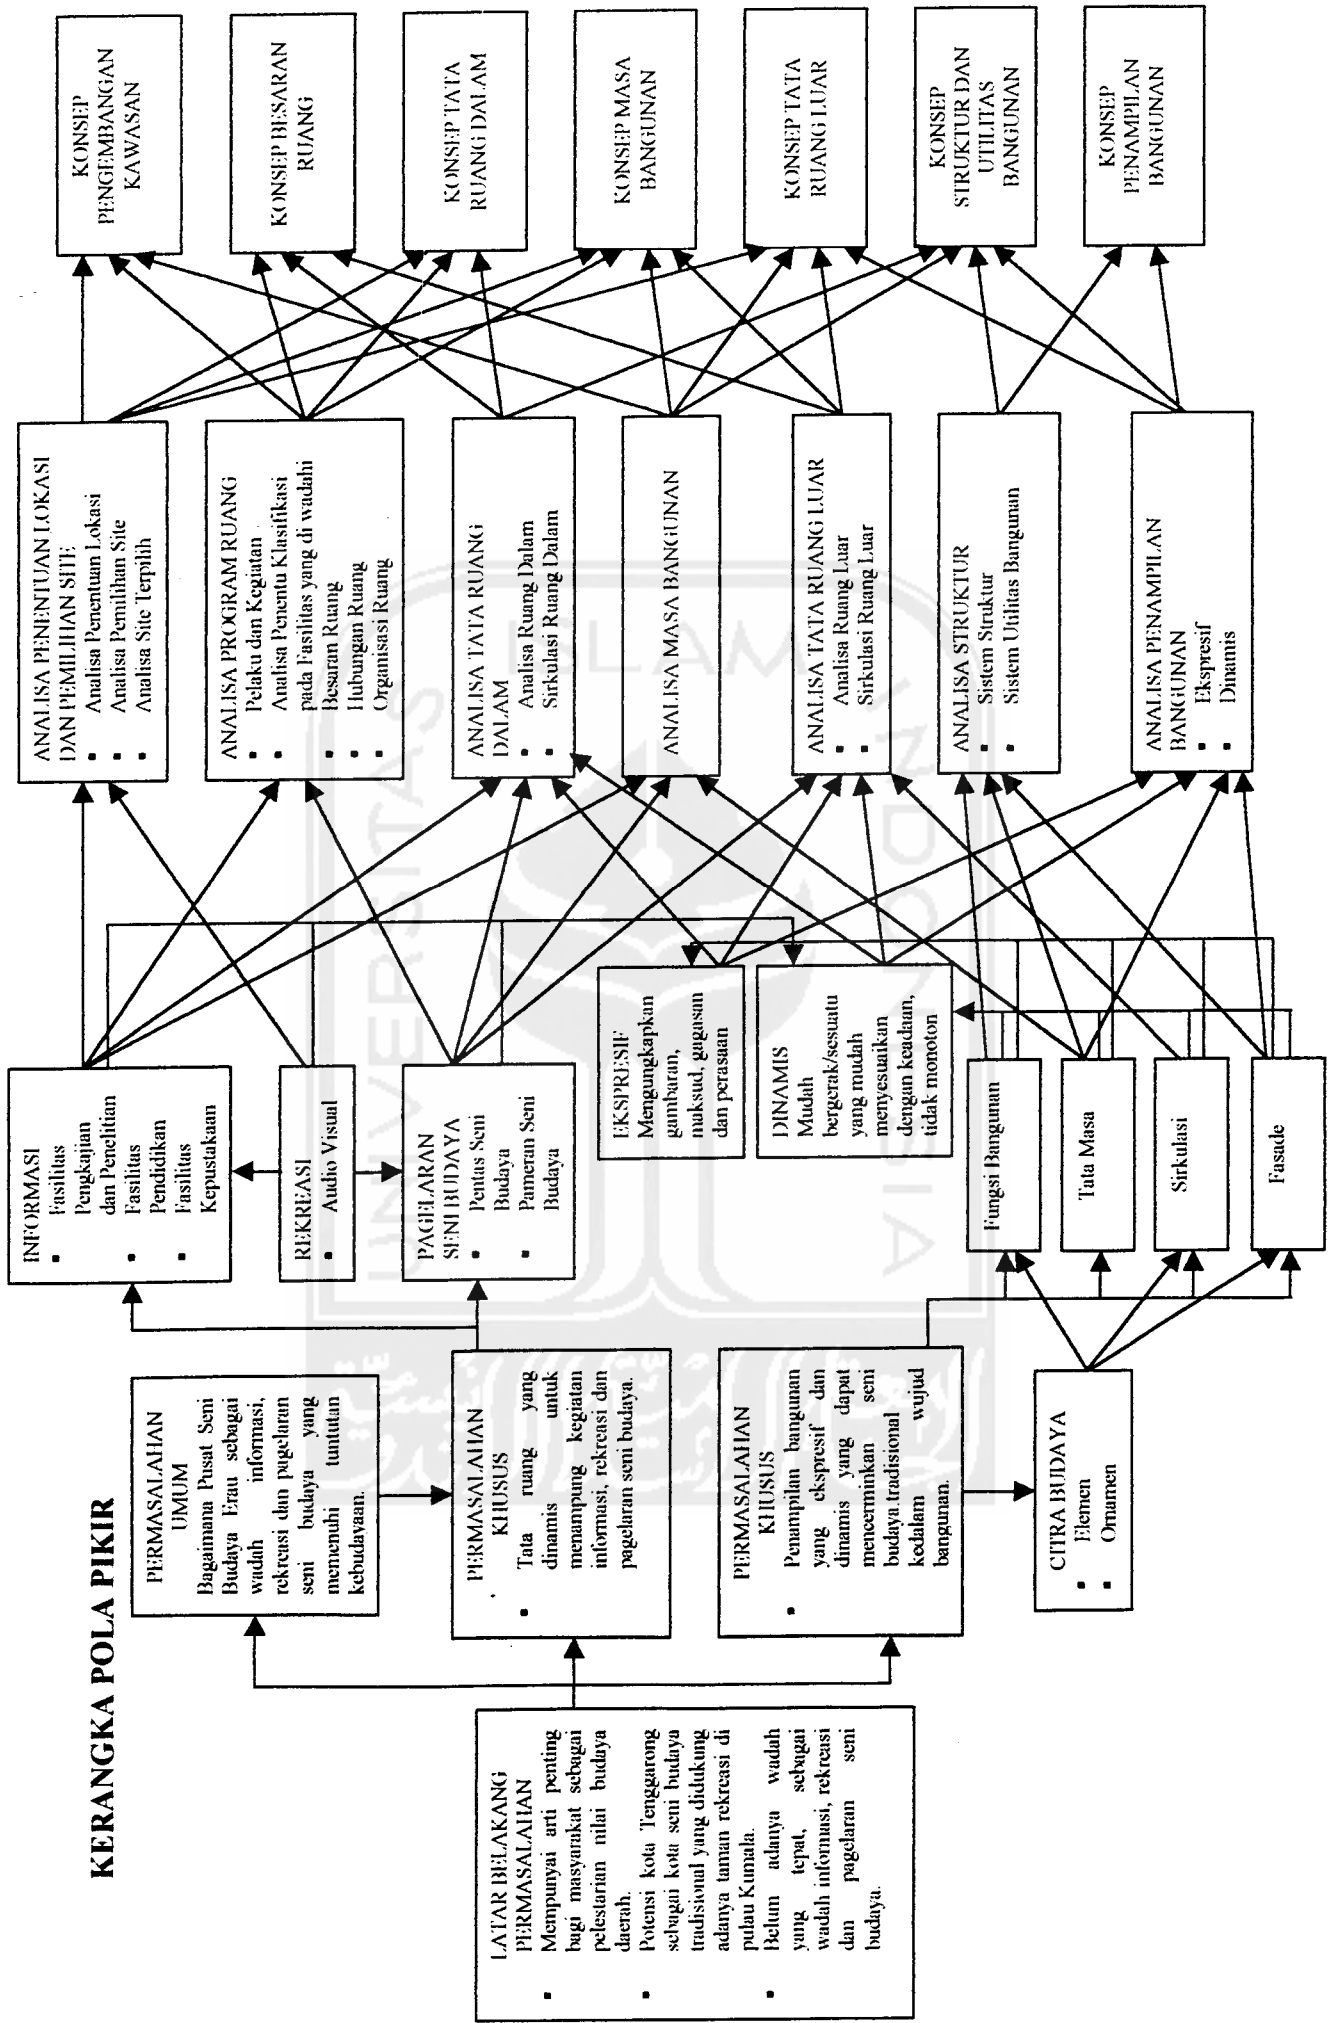 KERANGKA POLA PIKIR
LATAR BELAKANG
PERMASALAHAN
▪ Mempunyai arti penting
bagi masyarakat sebagai
pelestarian nilai budaya
daerah.
▪ Potensi kota Tenggarong
sebagai kota seni budaya
tradisional yang didukung
adanya taman rekreasi di
pulau Kumala.
▪ Belum adanya wadah
yang tepat, sebagai
wadah informasi, rekreasi
dan pagelaran seni
budaya.
PERMASALAHAN
UMUM
Bagaimana Pusat Seni
Budaya Erau sebagai
wadah informasi,
rekreasi dan pagelaran
seni budaya yang
memenuhi tuntutan
kebudayaan.
PERMASALAHAN
KHUSUS
▪ Tata ruang yang
dinamis untuk
menampung kegiatan
informasi, rekreasi dan
pagelaran seni budaya.
PERMASALAHAN
KHUSUS
▪ Penampilan bangunan
yang ekspresif dan
dinamis yang dapat
mencerminkan seni
budaya tradisional
kedalam wujud
bangunan.
CITRA BUDAYA
▪ Elemen
▪ Ornamen
INFORMASI
▪ Fasilitas
Pengkajian
dan Penelitian
▪ Fasilitas
Pendidikan
▪ Fasilitas
Kepustakaan
REKREASI
▪ Audio Visual
PAGELARAN
SENI BUDAYA
▪ Pentas Seni
Budaya
▪ Pameran Seni
Budaya
EKSPRESIF
Mengungkapkan
gambaran,
maksud, gagasan
dan perasaan
DINAMIS
Mudah
bergerak/sesuatu
yang mudah
menyesuaikan
dengan keadaan,
tidak monoton
Fungsi Bangunan
Tata Masa
Sirkulasi
Fasade
ANALISA PENENTUAN LOKASI
DAN PEMILIHAN SITE
▪ Analisa Penentuan Lokasi
▪ Analisa Pemilihan Site
▪ Analisa Site Terpilih
ANALISA PROGRAM RUANG
▪ Pelaku dan Kegiatan
▪ Analisa Penentu Klasifikasi
pada Fasilitas yang di wadahi
▪ Besaran Ruang
▪ Hubungan Ruang
▪ Organisasi Ruang
ANALISA TATA RUANG
DALAM
▪ Analisa Ruang Dalam
▪ Sirkulasi Ruang Dalam
ANALISA MASA BANGUNAN
ANALISA TATA RUANG LUAR
▪ Analisa Ruang Luar
▪ Sirkulasi Ruang Luar
ANALISA STRUKTUR
▪ Sistem Struktur
▪ Sistem Utilitas Bangunan
ANALISA PENAMPILAN
BANGUNAN
▪ Ekspresif
▪ Dinamis
KONSEP
PENGEMBANGAN
KAWASAN
KONSEP BESARAN
RUANG
KONSEP TATA
RUANG DALAM
KONSEP MASA
BANGUNAN
KONSEP TATA
RUANG LUAR
KONSEP
STRUKTUR DAN
UTILITAS
BANGUNAN
KONSEP
PENAMPILAN
BANGUNAN
UNIVERSITAS
ISLAM
INDONESIA